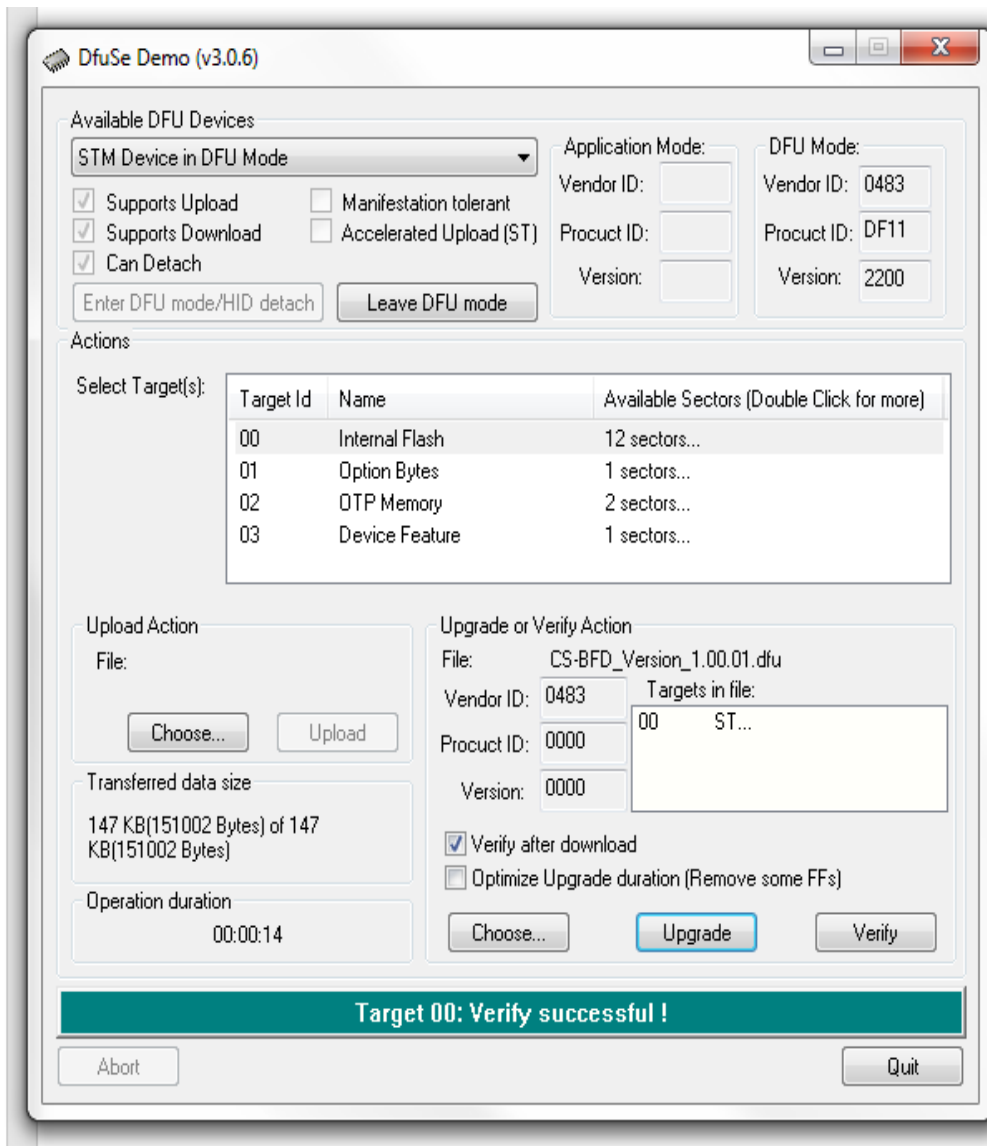 DfuSe Demo (v3.0.6)
Available DFU Devices
STM Device in DFU Mode
Supports Upload
Manifestation tolerant
Supports Download
Accelerated Upload (ST)
Can Detach
Enter DFU mode/HID detach
Leave DFU mode
Application Mode:
Vendor ID:
Procuct ID:
Version:
DFU Mode:
Vendor ID: 0483
Procuct ID: DF11
Version: 2200
Actions
Select Target(s):
Target Id Name Available Sectors (Double Click for more)
00 Internal Flash 12 sectors...
01 Option Bytes 1 sectors...
02 OTP Memory 2 sectors...
03 Device Feature 1 sectors...
Upload Action
File:
Choose... Upload
Transferred data size
147 KB(151002 Bytes) of 147
KB(151002 Bytes)
Operation duration
00:00:14
Upgrade or Verify Action
File: CS-BFD_Version_1.00.01.dfu
Vendor ID: 0483
Procuct ID: 0000
Version: 0000
Targets in file:
00 ST...
Verify after download
Optimize Upgrade duration (Remove some FFs)
Choose... Upgrade Verify
Target 00: Verify successful !
Abort Quit